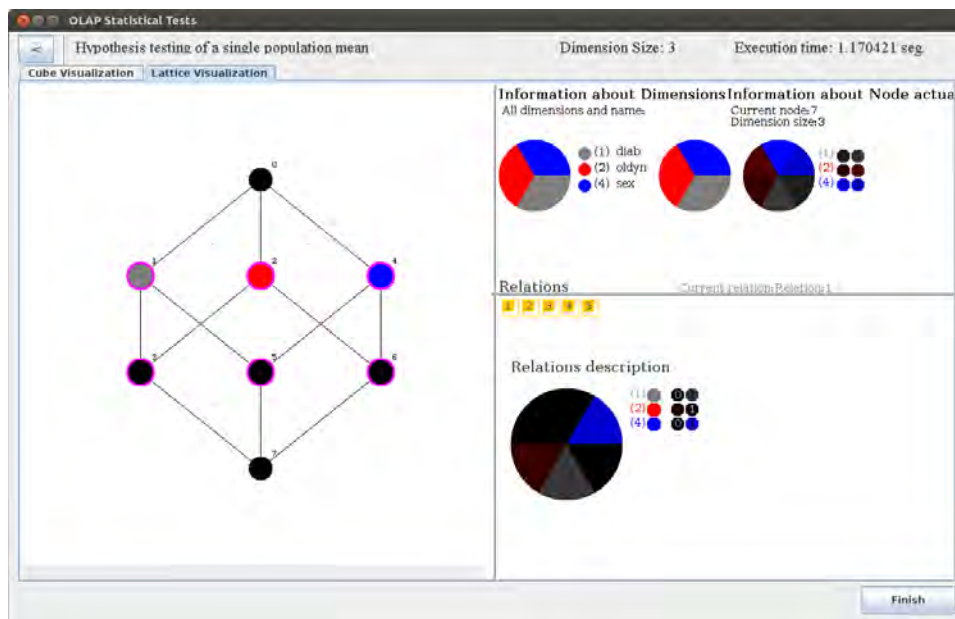 OLAP Statistical Tests
< Hypothesis testing of a single population mean Dimension Size: 3 Execution time: 1.170421 seg.
Cube Visualization Lattice Visualization
Information about Dimensions Information about Node actua
All dimensions and name:
Current node:7
Dimension size:3
(1) diab
(2) oldyn
(4) sex
(1)
(2)
(4)
0
1 2 4
3 5 6
7
Relations Current relation:Relation:1
1 2 3 4 5
Relations description
(1) 0
(2) 1
(4) 0
Finish